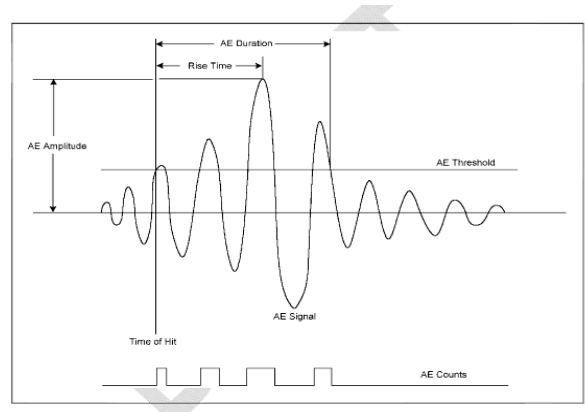 AE Duration
Rise Time
AE Amplitude
AE Threshold
AE Signal
Time of Hit
AE Counts